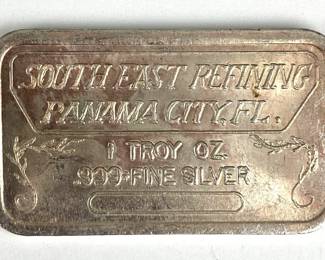 SOUTH EAST REFINING
PANAMA CITY, FL.
1 TROY OZ.
.999+FINE SILVER